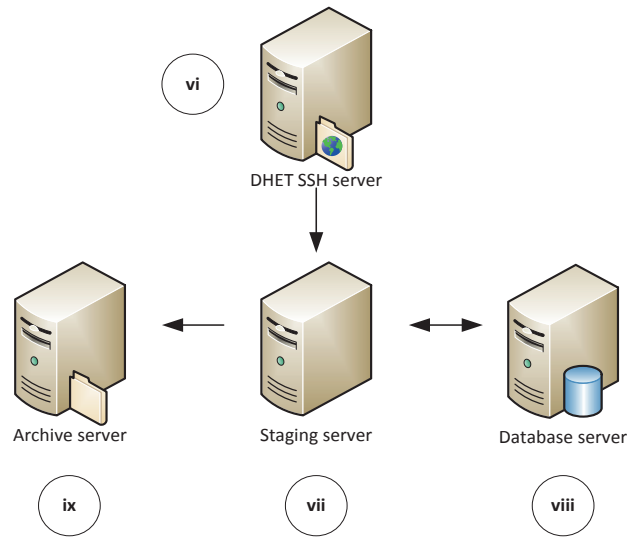 vi
DHET SSH server
Archive server
Staging server
Database server
ix
vii
viii